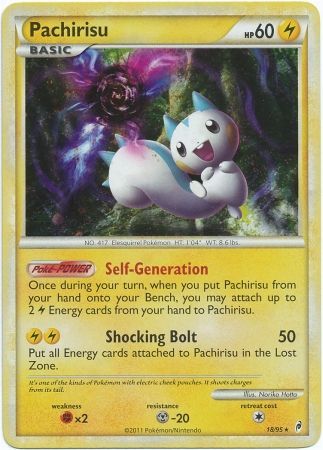 Pachirisu
HP60
BASIC
NO. 417 Elesquirrel Pokémon HT: 1'04" WT: 8.6 lbs.
Poké-POWER Self-Generation
Once during your turn, when you put Pachirisu from
your hand onto your Bench, you may attach up to
2 Energy cards from your hand to Pachirisu.
Shocking Bolt 50
Put all Energy cards attached to Pachirisu in the Lost
Zone.
It's one of the kinds of Pokémon with electric cheek pouches. It shoots charges
from its tail.
Illus. Noriko Hotta
weakness resistance retreat cost
×2 -20
©2011 Pokémon/Nintendo
18/95 ★